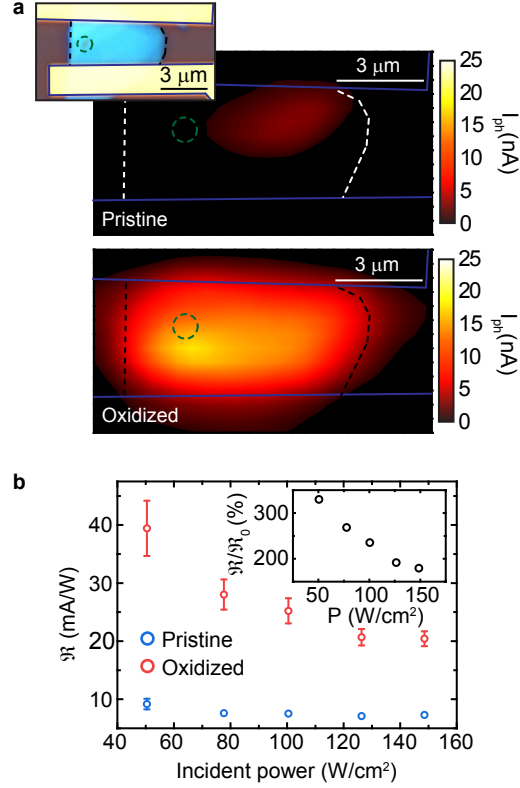 a
3 μm
3 μm
Pristine
25
20
15
10
5
0
I_ph(nA)
3 μm
Oxidized
25
20
15
10
5
0
I_ph(nA)
b
ℜ (mA/W)
40
30
20
10
ℜ/ℜ₀ (%)
300
200
50 100 150
P (W/cm²)
Pristine
Oxidized
40 60 80 100 120 140 160
Incident power (W/cm²)